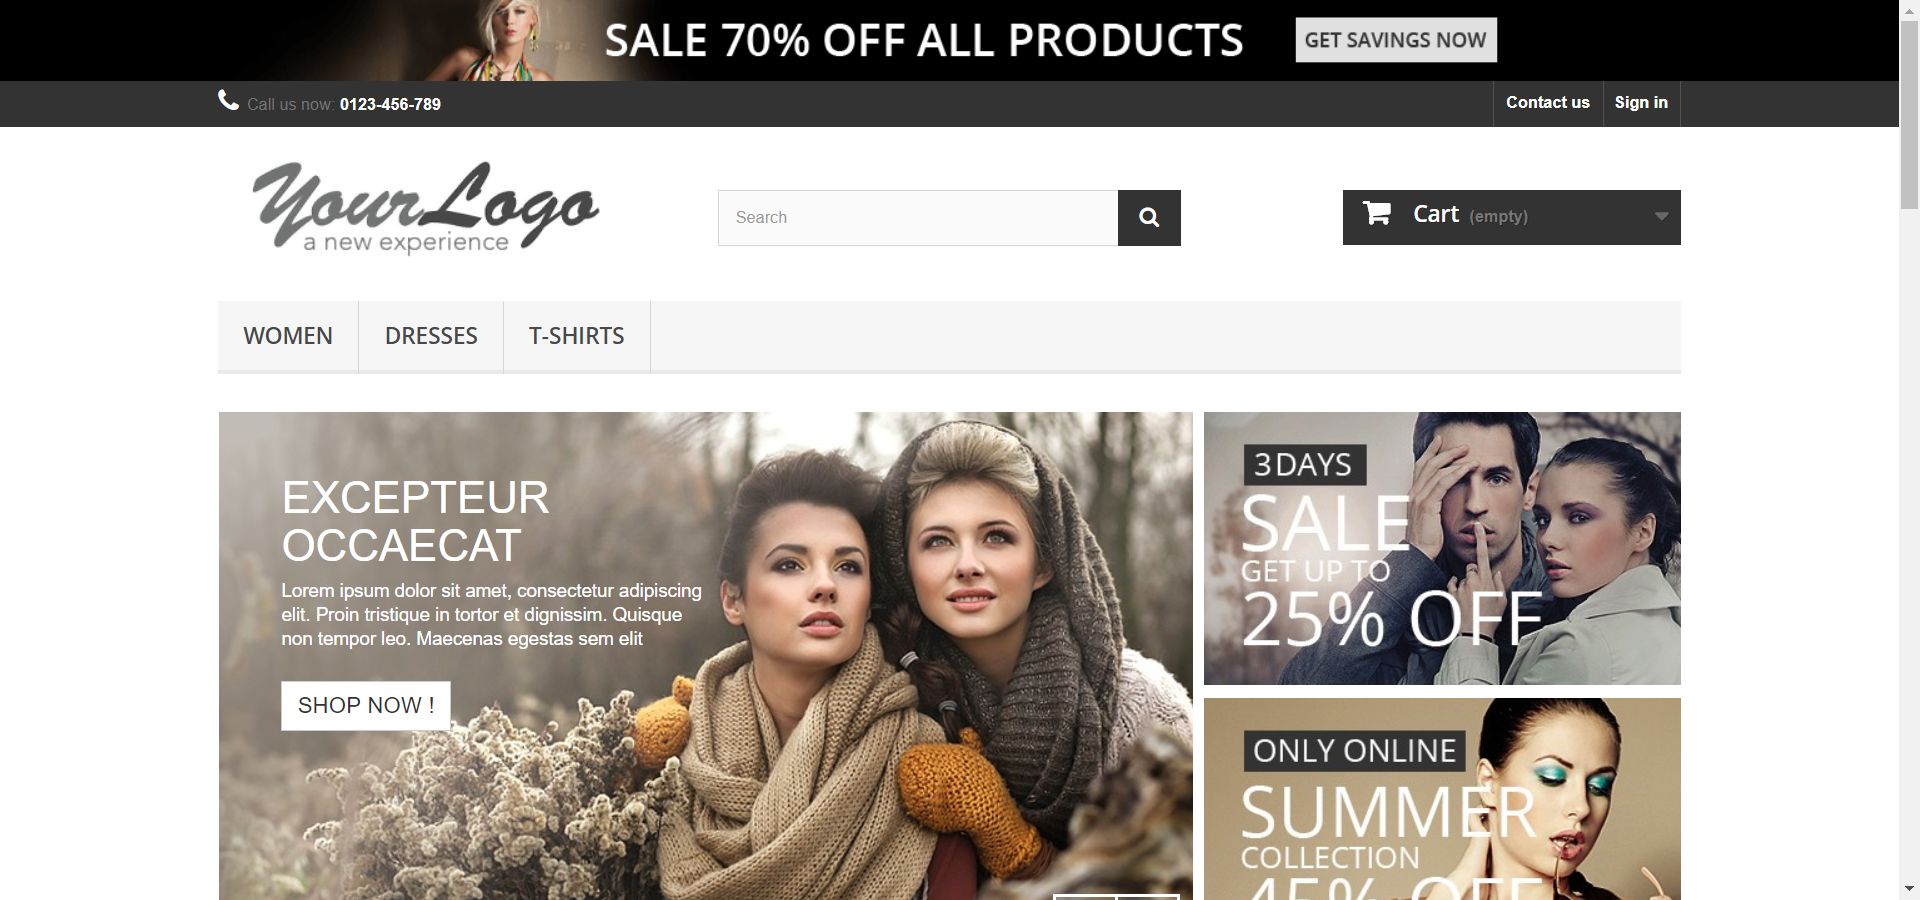 SALE 70% OFF ALL PRODUCTS
GET SAVINGS NOW
Call us now: 0123-456-789
Contact us
Sign in
YourLogo
a new experience
Search
Cart (empty)
WOMEN
DRESSES
T-SHIRTS
EXCEPTEUR
OCCAECAT
Lorem ipsum dolor sit amet, consectetur adipiscing
elit. Proin tristique in tortor et dignissim. Quisque
non tempor leo. Maecenas egestas sem elit
SHOP NOW !
3 DAYS
SALE
GET UP TO
25% OFF
ONLY ONLINE
SUMMER
COLLECTION
45% OFF